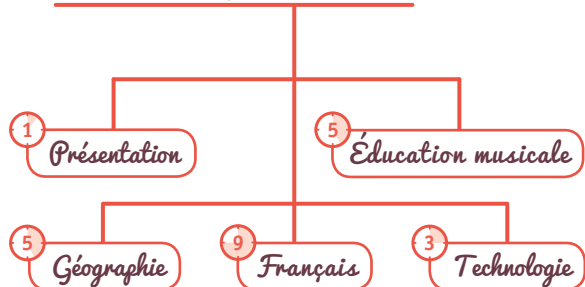 1 Présentation
5 Éducation musicale
5 Géographie
9 Français
3 Technologie